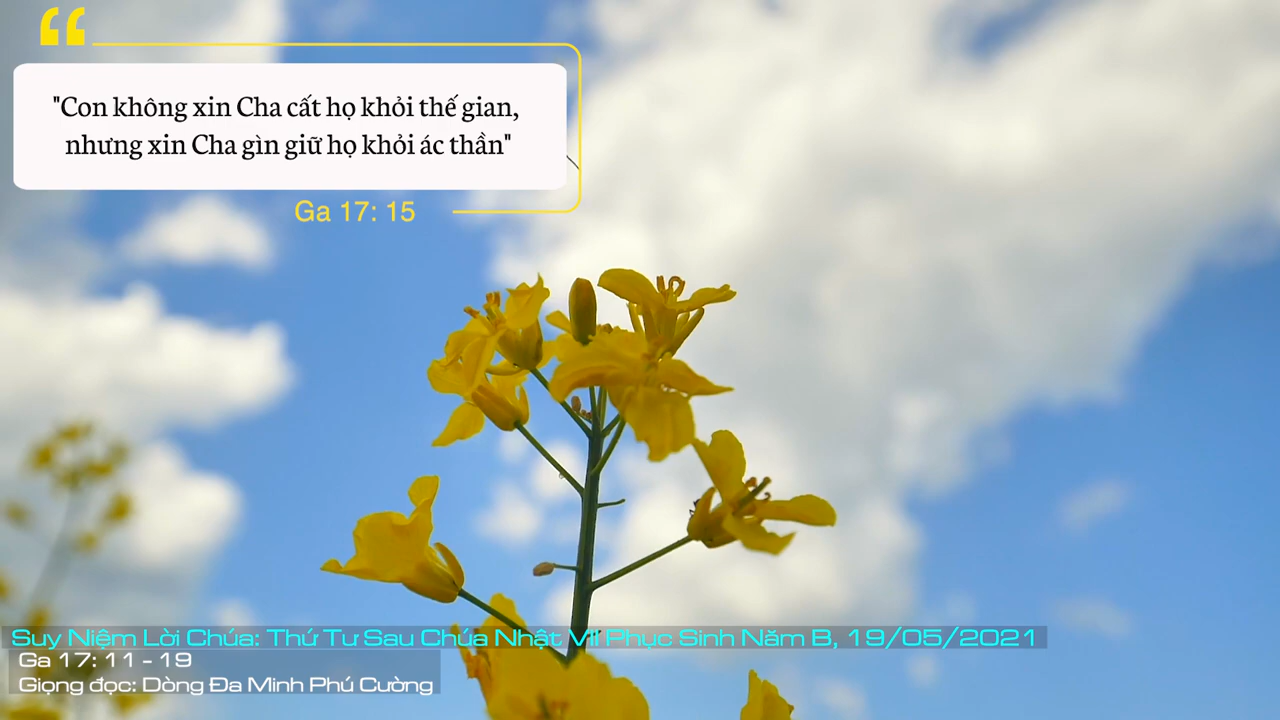 "Con không xin Cha cất họ khỏi thế gian,
nhưng xin Cha gìn giữ họ khỏi ác thần"
Ga 17: 15
Suy Niệm Lời Chúa: Thứ Tư Sau Chúa Nhật VII Phục Sinh Năm B, 19/05/2021
Ga 17: 11 - 19
Giọng đọc: Dòng Đa Minh Phú Cường